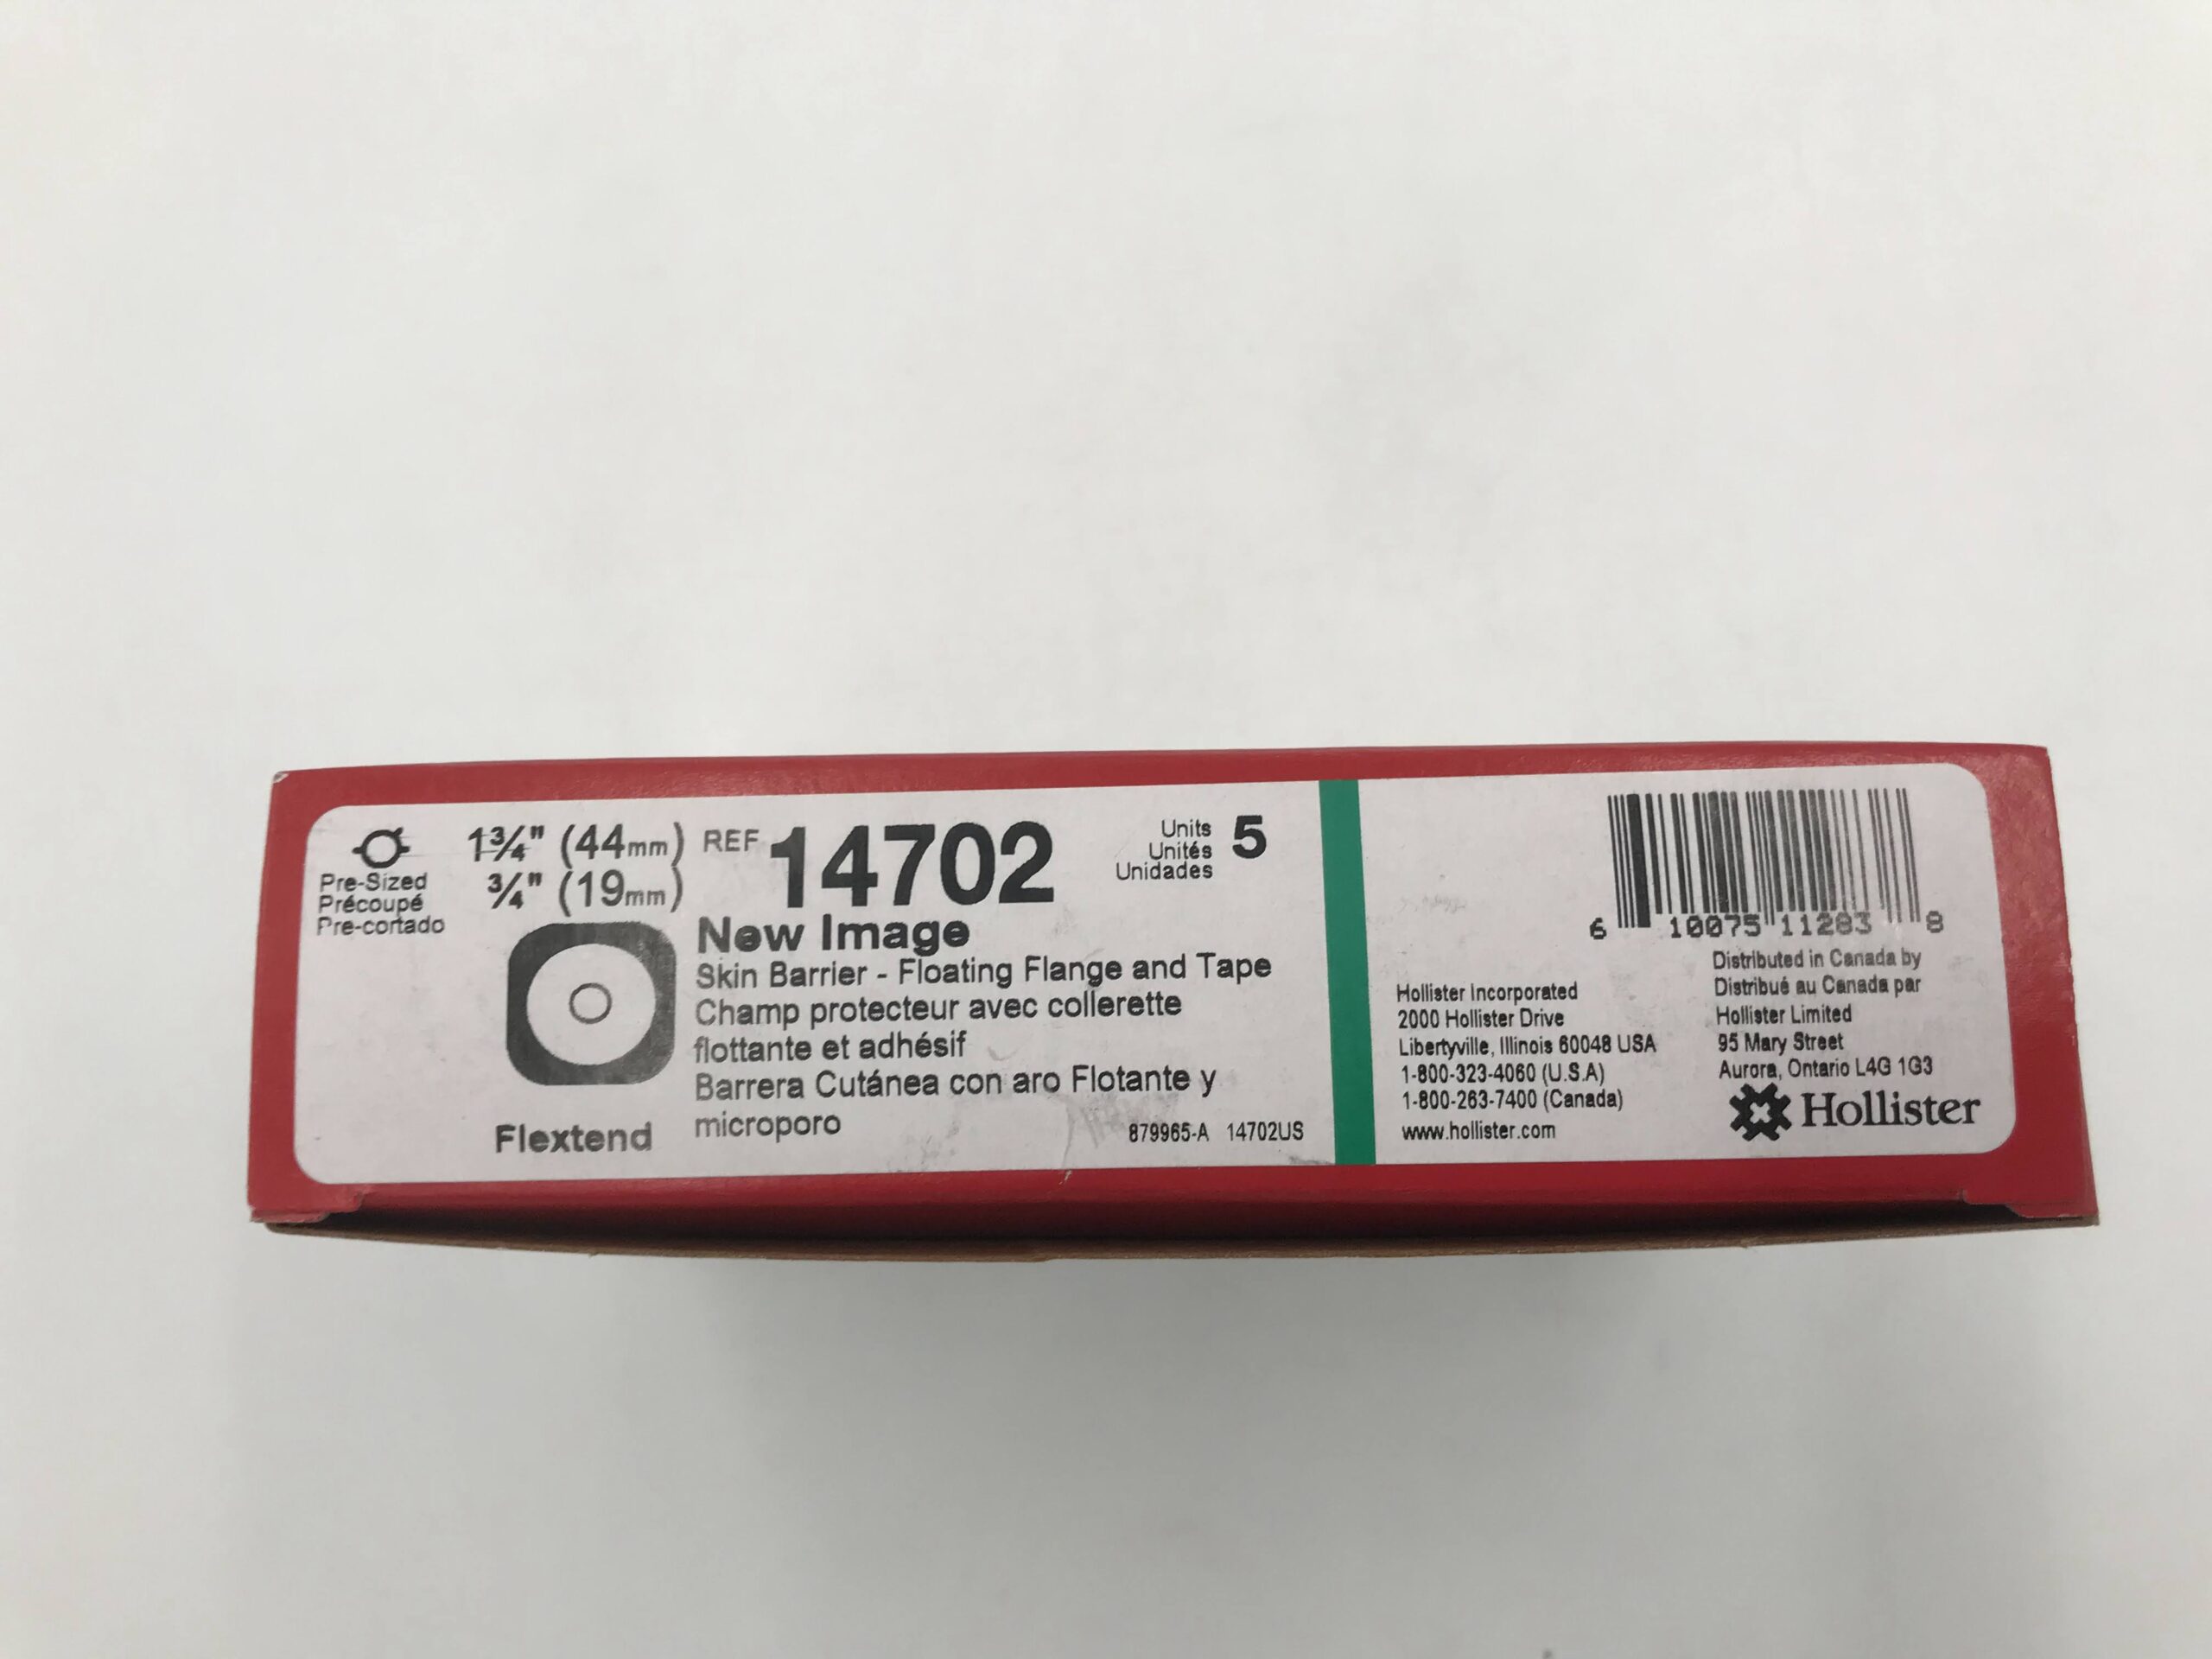 1¾" (44mm)
¾" (19mm)
Pre-Sized
Précoupé
Pre-cortado
Flextend
REF 14702
Units
Unités
Unidades
5
New Image
Skin Barrier - Floating Flange and Tape
Champ protecteur avec collerette
flottante et adhésif
Barrera Cutánea con aro Flotante y
microporo
879965-A 14702US
Hollister Incorporated
2000 Hollister Drive
Libertyville, Illinois 60048 USA
1-800-323-4060 (U.S.A)
1-800-263-7400 (Canada)
www.hollister.com
6 10075 11283 8
Distributed in Canada by
Distribué au Canada par
Hollister Limited
95 Mary Street
Aurora, Ontario L4G 1G3
Hollister